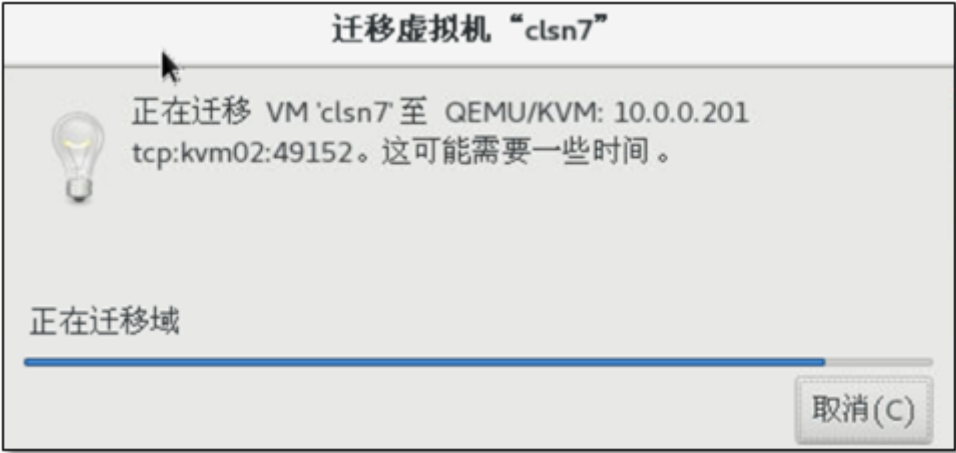 迁移虚拟机“clsn7”
正在迁移 VM 'clsn7' 至 QEMU/KVM: 10.0.0.201
tcp:kvm02:49152。这可能需要一些时间。
正在迁移域
取消(C)